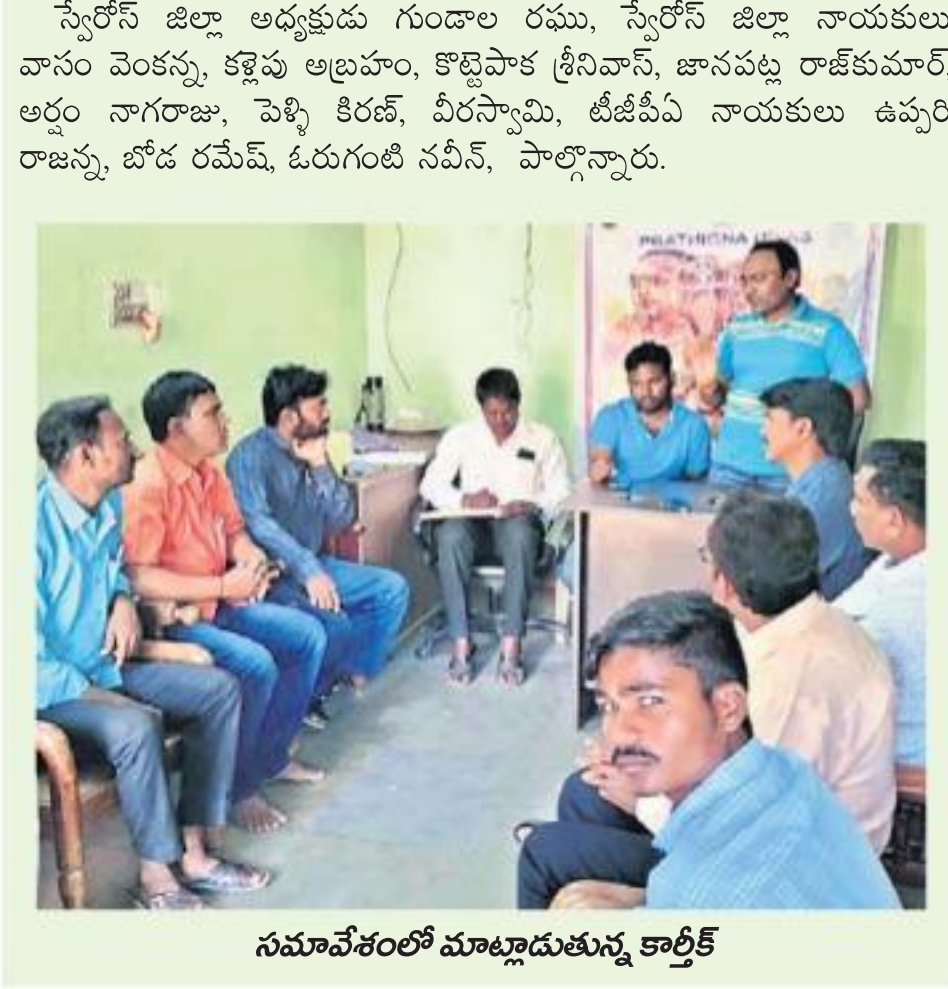 స్వేరోస్ జిల్లా అధ్యక్షుడు గుండాల రఘు, స్వేరోస్ జిల్లా నాయకులు
వాసం వెంకన్న, కళ్లెపు అబ్రహం, కొట్టెపాక శ్రీనివాస్, జానపట్ల రాజ్‌కుమార్,
అర్షం నాగరాజు, పెళ్ళి కిరణ్, వీరస్వామి, టీజీపీఏ నాయకులు ఉప్పరి
రాజన్న, బోడ రమేష్, ఓరుగంటి నవీన్, పాల్గొన్నారు.
PRATHIGNA
సమావేశంలో మాట్లాడుతున్న కార్తీక్